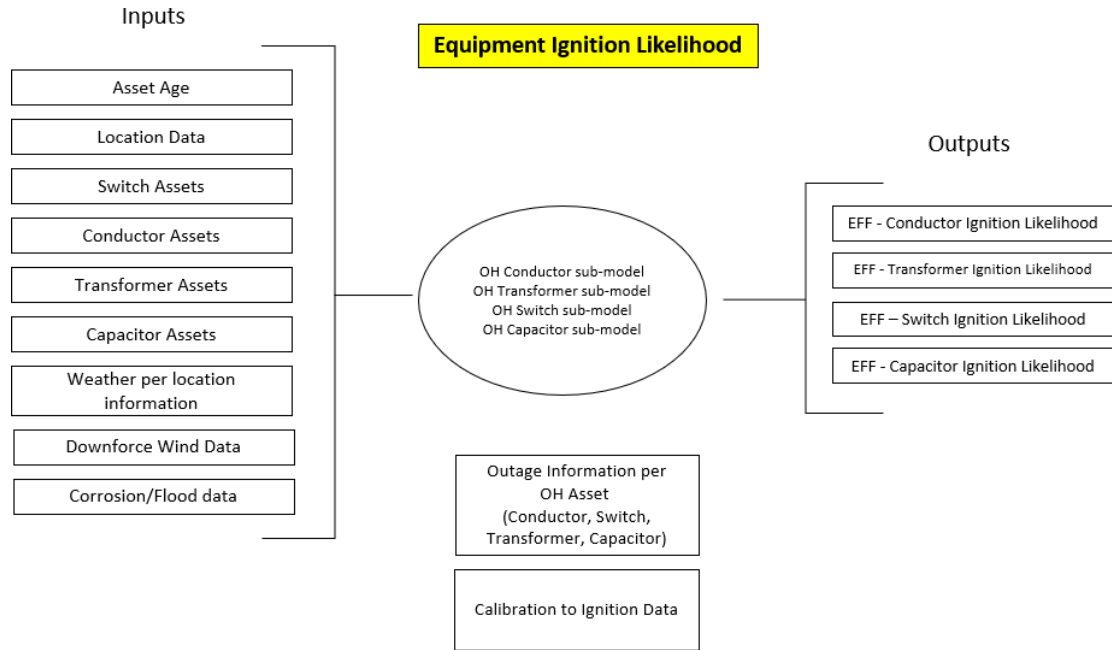 Inputs
Equipment Ignition Likelihood
Asset Age
Location Data
Switch Assets
Conductor Assets
Transformer Assets
Capacitor Assets
Weather per location
information
Downforce Wind Data
Corrosion/Flood data
OH Conductor sub-model
OH Transformer sub-model
OH Switch sub-model
OH Capacitor sub-model
Outage Information per
OH Asset
(Conductor, Switch,
Transformer, Capacitor)
Calibration to Ignition Data
Outputs
EFF - Conductor Ignition Likelihood
EFF - Transformer Ignition Likelihood
EFF – Switch Ignition Likelihood
EFF - Capacitor Ignition Likelihood